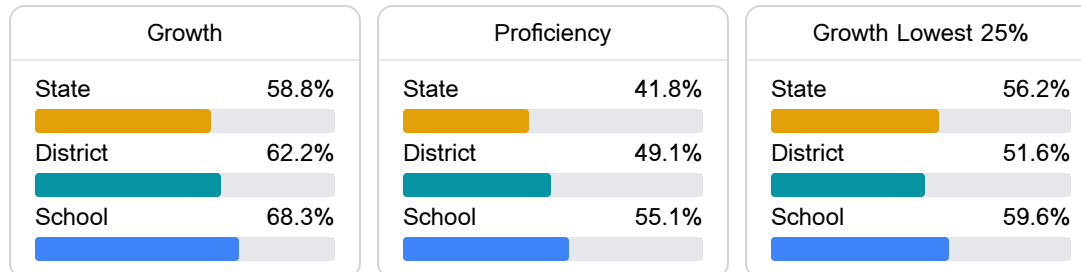 Growth
State 58.8%
District 62.2%
School 68.3%
Proficiency
State 41.8%
District 49.1%
School 55.1%
Growth Lowest 25%
State 56.2%
District 51.6%
School 59.6%